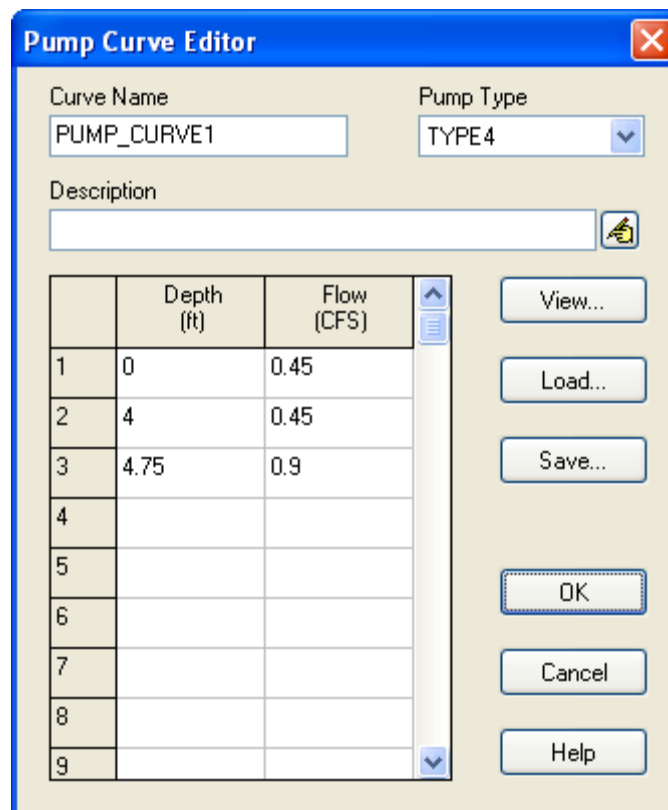 Pump Curve Editor
Curve Name
Pump Type
PUMP_CURVE1
TYPE4
Description
Depth (ft) Flow (CFS)
1 0 0.45
2 4 0.45
3 4.75 0.9
4
5
6
7
8
9
View...
Load...
Save...
OK
Cancel
Help